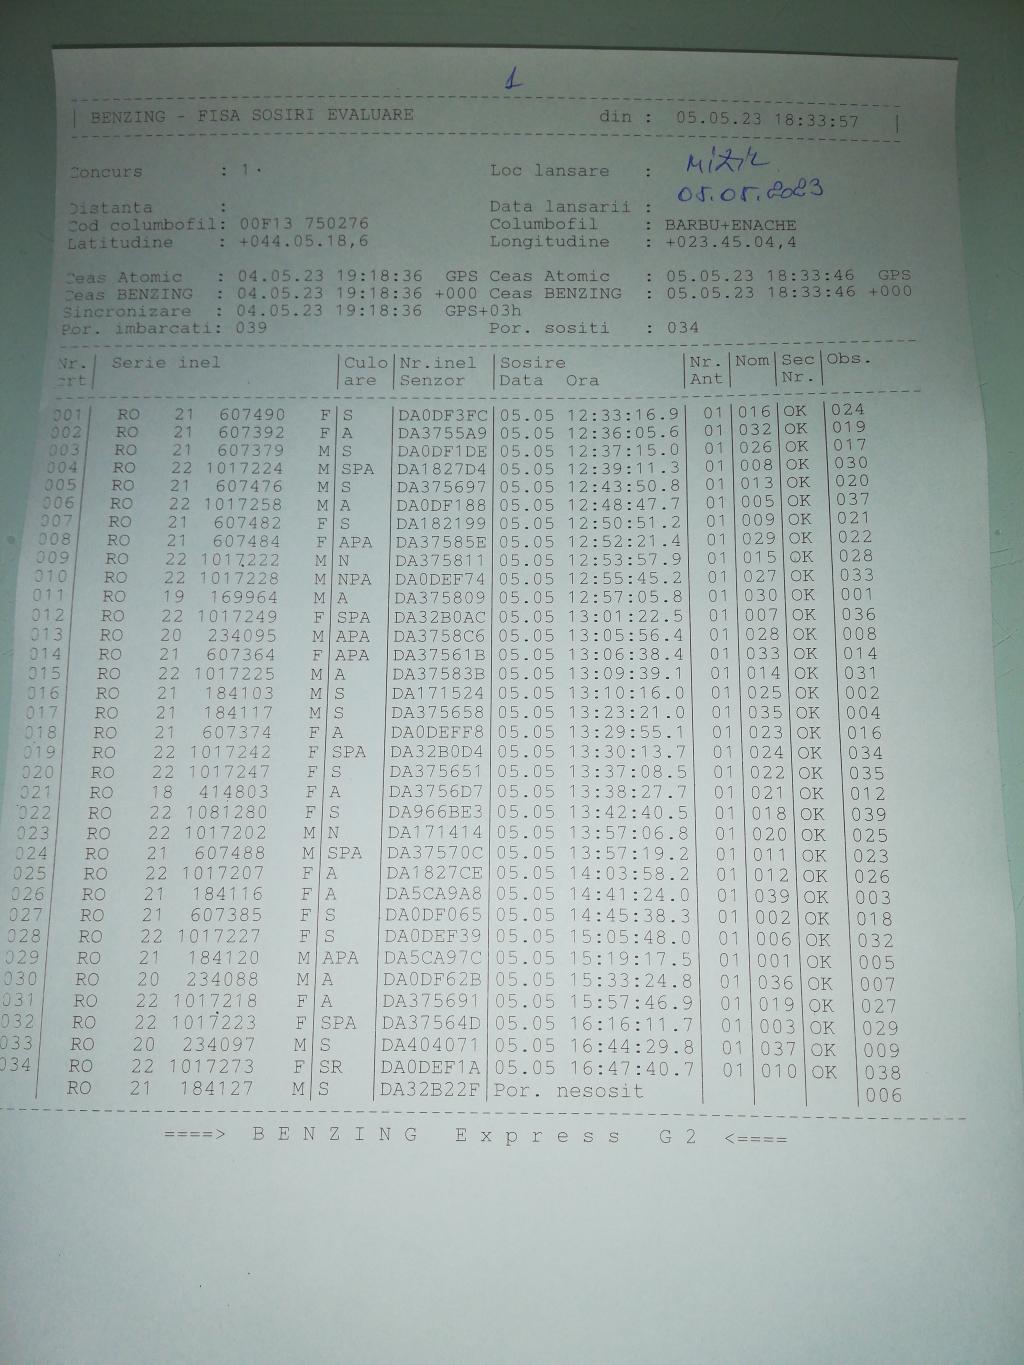 1
BENZING - FISA SOSIRI EVALUARE din : 05.05.23 18:33:57
Concurs : 1. Loc lansare : Mizil
Distanta : Data lansarii : 05.05.2023
Cod columbofil: 00F13 750276 Columbofil : BARBU+ENACHE
Latitudine : +044.05.18,6 Longitudine : +023.45.04,4
Ceas Atomic : 04.05.23 19:18:36 GPS Ceas Atomic : 05.05.23 18:33:46 GPS
Ceas BENZING : 04.05.23 19:18:36 +000 Ceas BENZING : 05.05.23 18:33:46 +000
Sincronizare : 04.05.23 19:18:36 GPS+03h
Por. imbarcati: 039 Por. sositi : 034
Nr. Serie inel Culo Nr.inel Sosire Nr. Nom Sec Obs.
crt are Senzor Data Ora Ant Nr.
001 RO 21 607490 F S DA0DF3FC 05.05 12:33:16.9 01 016 OK 024
002 RO 21 607392 F A DA3755A9 05.05 12:36:05.6 01 032 OK 019
003 RO 21 607379 M S DA0DF1DE 05.05 12:37:15.0 01 026 OK 017
004 RO 22 1017224 M SPA DA1827D4 05.05 12:39:11.3 01 008 OK 030
005 RO 21 607476 M S DA375697 05.05 12:43:50.8 01 013 OK 020
006 RO 22 1017258 M A DA0DF188 05.05 12:48:47.7 01 005 OK 037
007 RO 21 607482 F S DA182199 05.05 12:50:51.2 01 009 OK 021
008 RO 21 607484 F APA DA37585E 05.05 12:52:21.4 01 029 OK 022
009 RO 22 1017222 M N DA375811 05.05 12:53:57.9 01 015 OK 028
010 RO 22 1017228 M NPA DA0DEF74 05.05 12:55:45.2 01 027 OK 033
011 RO 19 169964 M A DA375809 05.05 12:57:05.8 01 030 OK 001
012 RO 22 1017249 F SPA DA32B0AC 05.05 13:01:22.5 01 007 OK 036
013 RO 20 234095 M APA DA3758C6 05.05 13:05:56.4 01 028 OK 008
014 RO 21 607364 F APA DA37561B 05.05 13:06:38.4 01 033 OK 014
015 RO 22 1017225 M A DA37583B 05.05 13:09:39.1 01 014 OK 031
016 RO 21 184103 M S DA171524 05.05 13:10:16.0 01 025 OK 002
017 RO 21 184117 M S DA375658 05.05 13:23:21.0 01 035 OK 004
018 RO 21 607374 F A DA0DEFF8 05.05 13:29:55.1 01 023 OK 016
019 RO 22 1017242 F SPA DA32B0D4 05.05 13:30:13.7 01 024 OK 034
020 RO 22 1017247 F S DA375651 05.05 13:37:08.5 01 022 OK 035
021 RO 18 414803 F A DA3756D7 05.05 13:38:27.7 01 021 OK 012
022 RO 22 1081280 F S DA966BE3 05.05 13:42:40.5 01 018 OK 039
023 RO 22 1017202 M N DA171414 05.05 13:57:06.8 01 020 OK 025
024 RO 21 607488 M SPA DA37570C 05.05 13:57:19.2 01 011 OK 023
025 RO 22 1017207 F A DA1827CE 05.05 14:03:58.2 01 012 OK 026
026 RO 21 184116 F A DA5CA9A8 05.05 14:41:24.0 01 039 OK 003
027 RO 21 607385 F S DA0DF065 05.05 14:45:38.3 01 002 OK 018
028 RO 22 1017227 F S DA0DEF39 05.05 15:05:48.0 01 006 OK 032
029 RO 21 184120 M APA DA5CA97C 05.05 15:19:17.5 01 001 OK 005
030 RO 20 234088 M A DA0DF62B 05.05 15:33:24.8 01 036 OK 007
031 RO 22 1017218 F A DA375691 05.05 15:57:46.9 01 019 OK 027
032 RO 22 1017223 F SPA DA37564D 05.05 16:16:11.7 01 003 OK 029
033 RO 20 234097 M S DA404071 05.05 16:44:29.8 01 037 OK 009
034 RO 22 1017273 F SR DA0DEF1A 05.05 16:47:40.7 01 010 OK 038
RO 21 184127 M S DA32B22F Por. nesosit 006
====> BENZING Express G2 <====